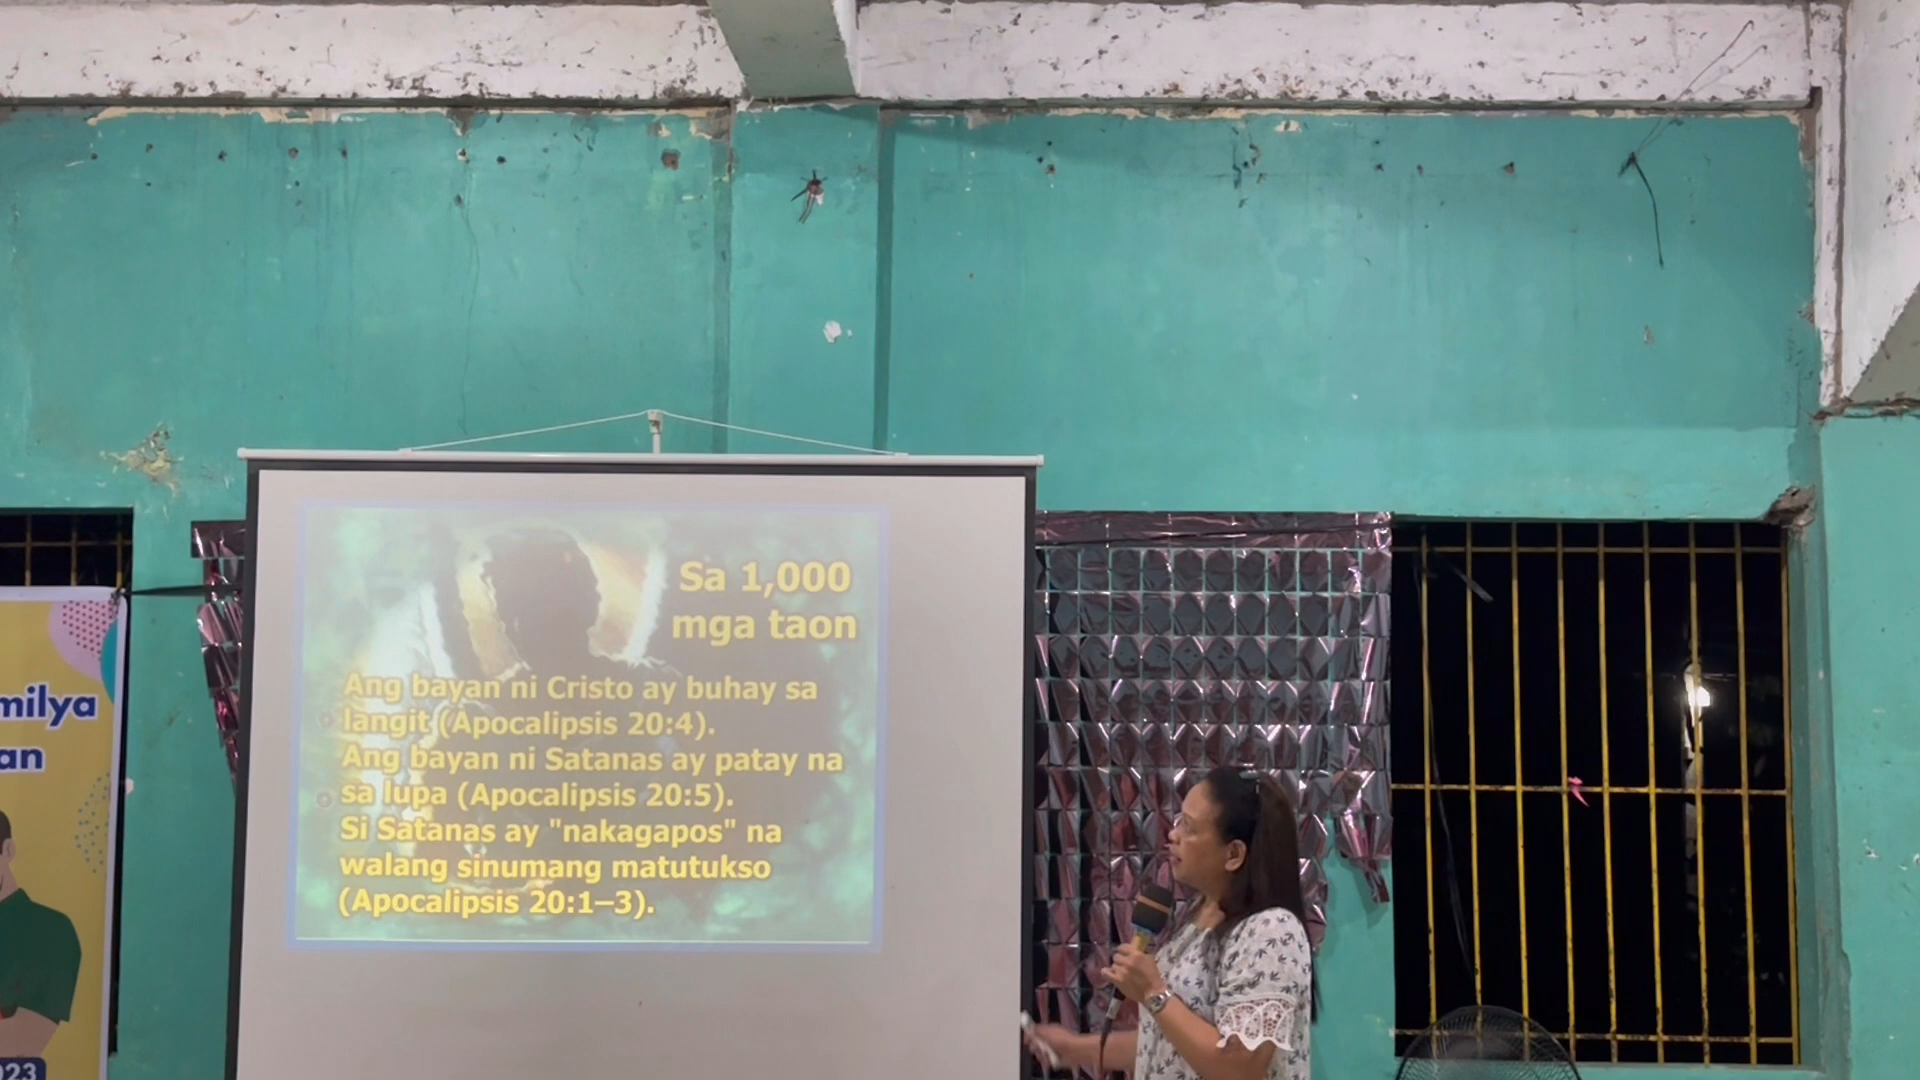 Sa 1,000
mga taon
Ang bayan ni Cristo ay buhay sa
langit (Apocalipsis 20:4).
Ang bayan ni Satanas ay patay na
sa lupa (Apocalipsis 20:5).
Si Satanas ay "nakagapos" na
walang sinumang matutukso
(Apocalipsis 20:1–3).
milya
an
023